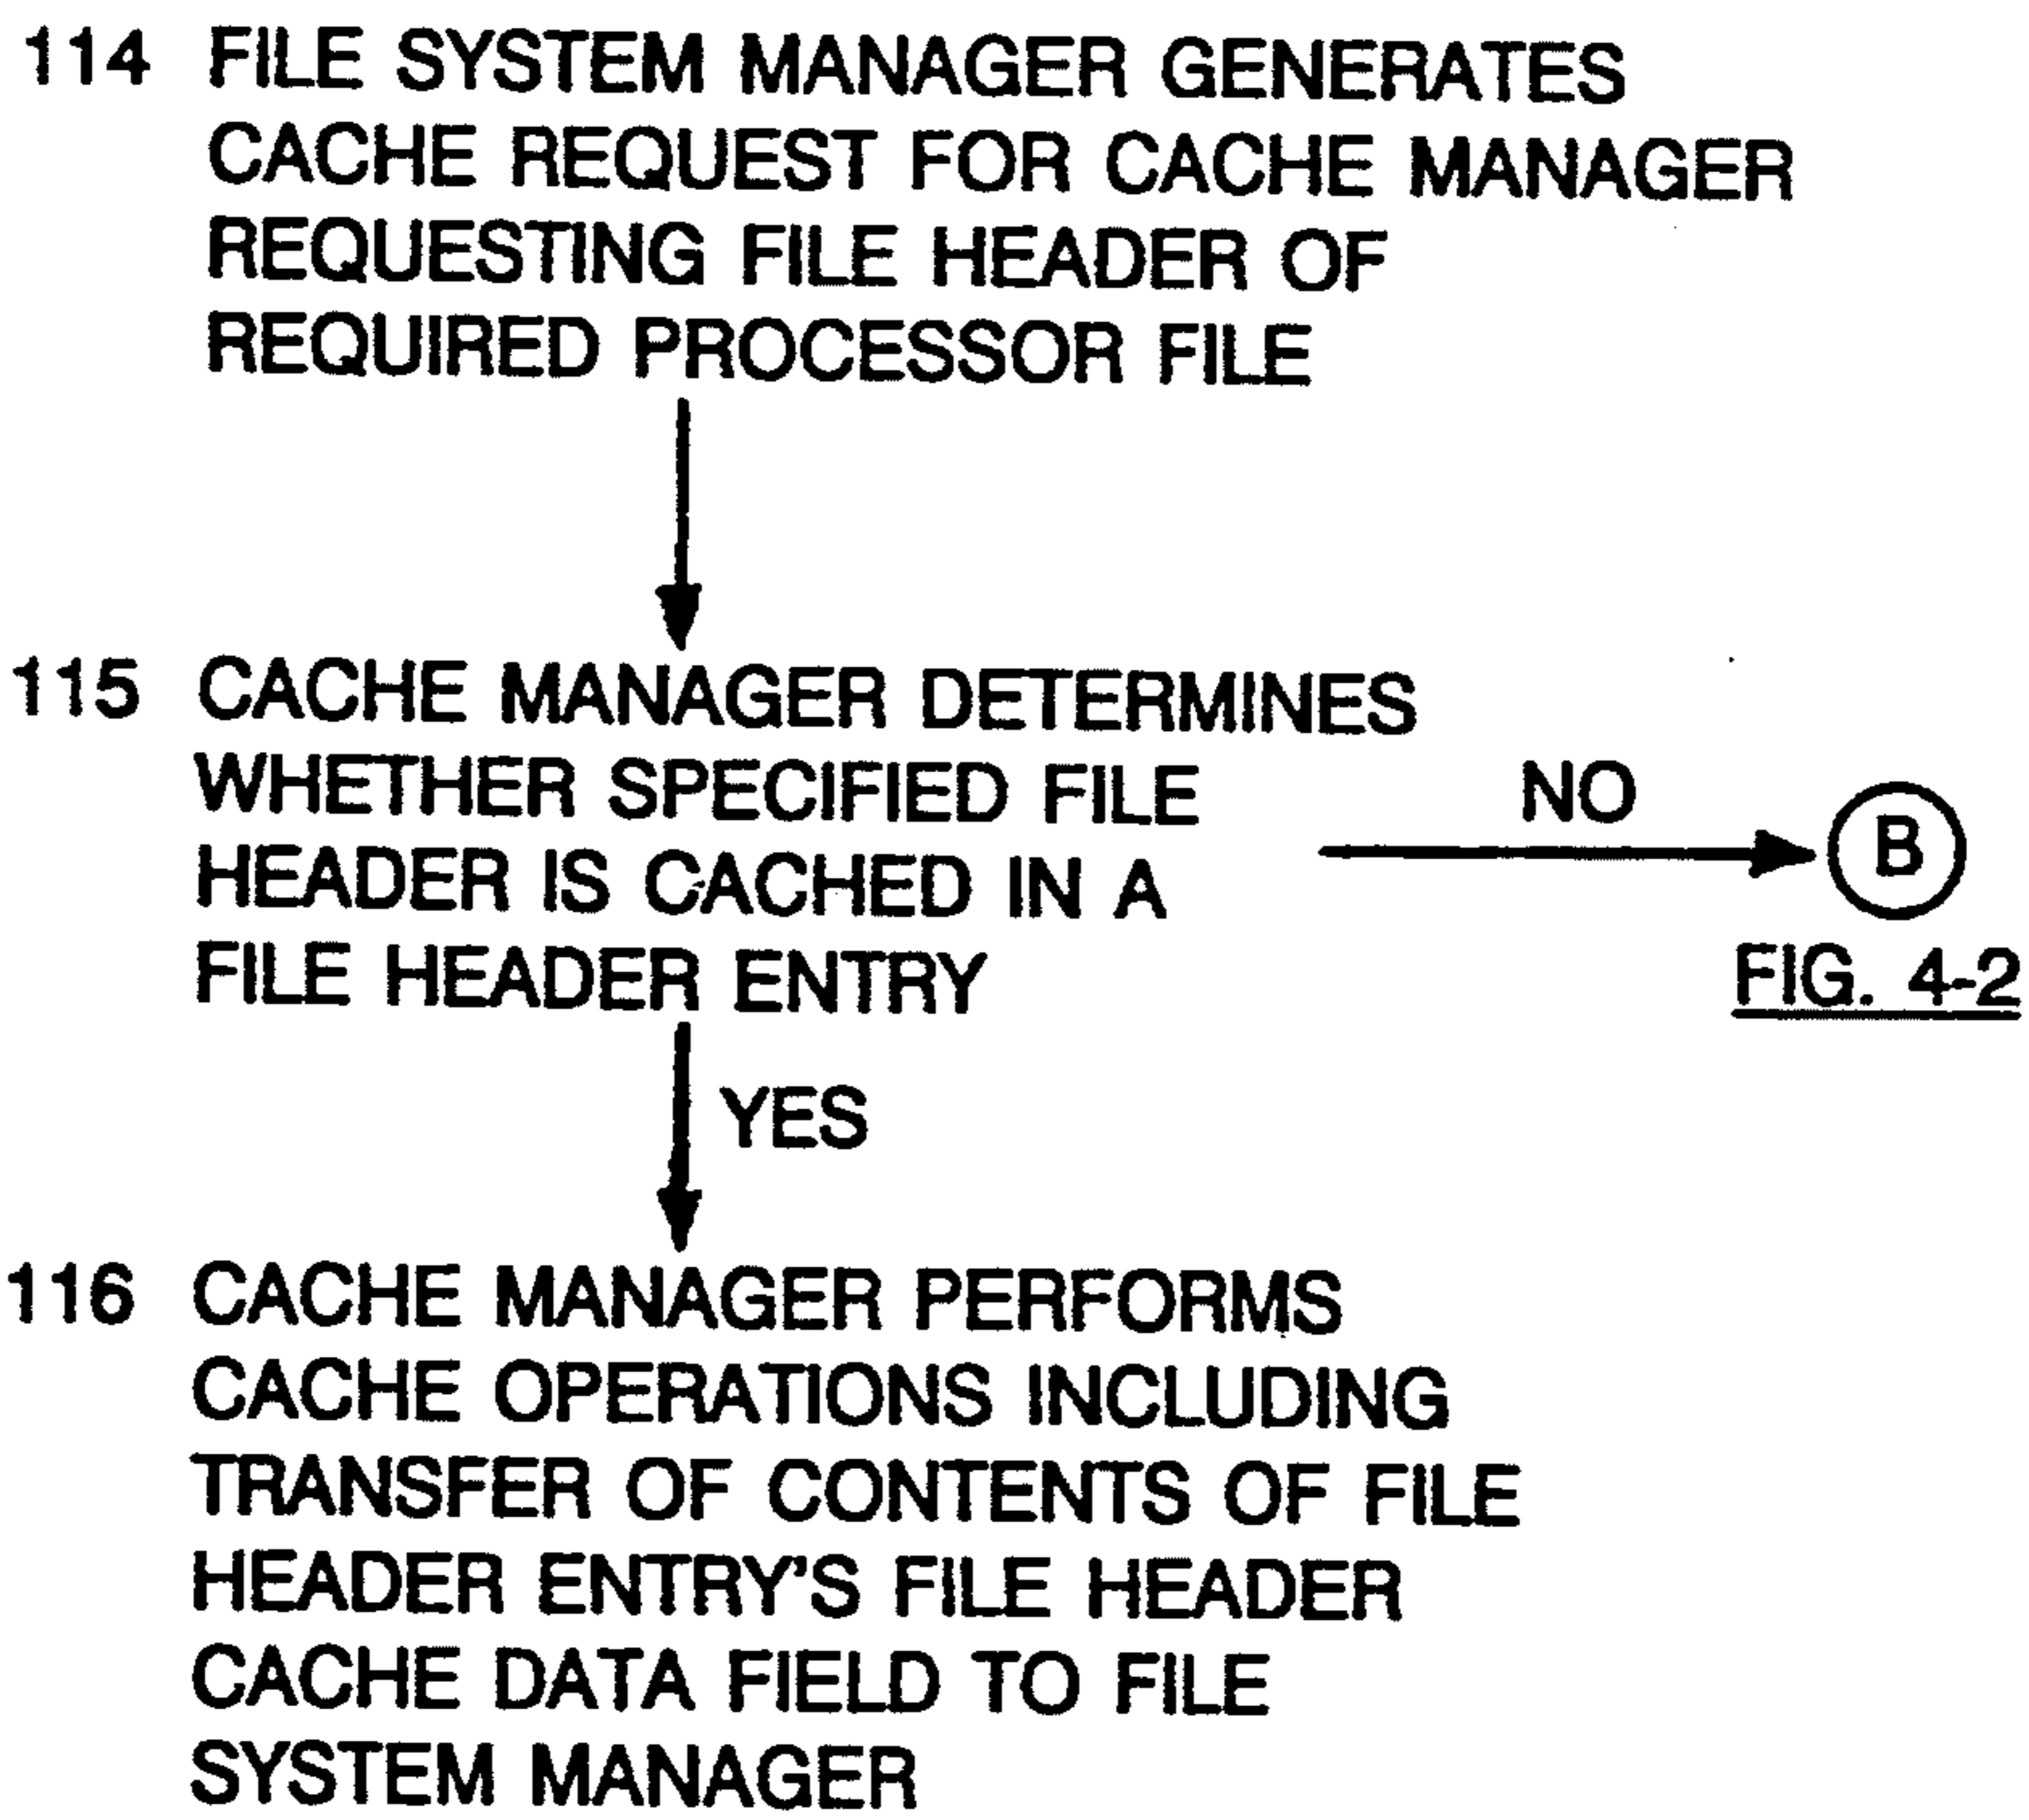 114 FILE SYSTEM MANAGER GENERATES
CACHE REQUEST FOR CACHE MANAGER
REQUESTING FILE HEADER OF
REQUIRED PROCESSOR FILE
115 CACHE MANAGER DETERMINES
WHETHER SPECIFIED FILE
HEADER IS CACHED IN A
FILE HEADER ENTRY
NO
B
FIG. 4-2
YES
116 CACHE MANAGER PERFORMS
CACHE OPERATIONS INCLUDING
TRANSFER OF CONTENTS OF FILE
HEADER ENTRY'S FILE HEADER
CACHE DATA FIELD TO FILE
SYSTEM MANAGER